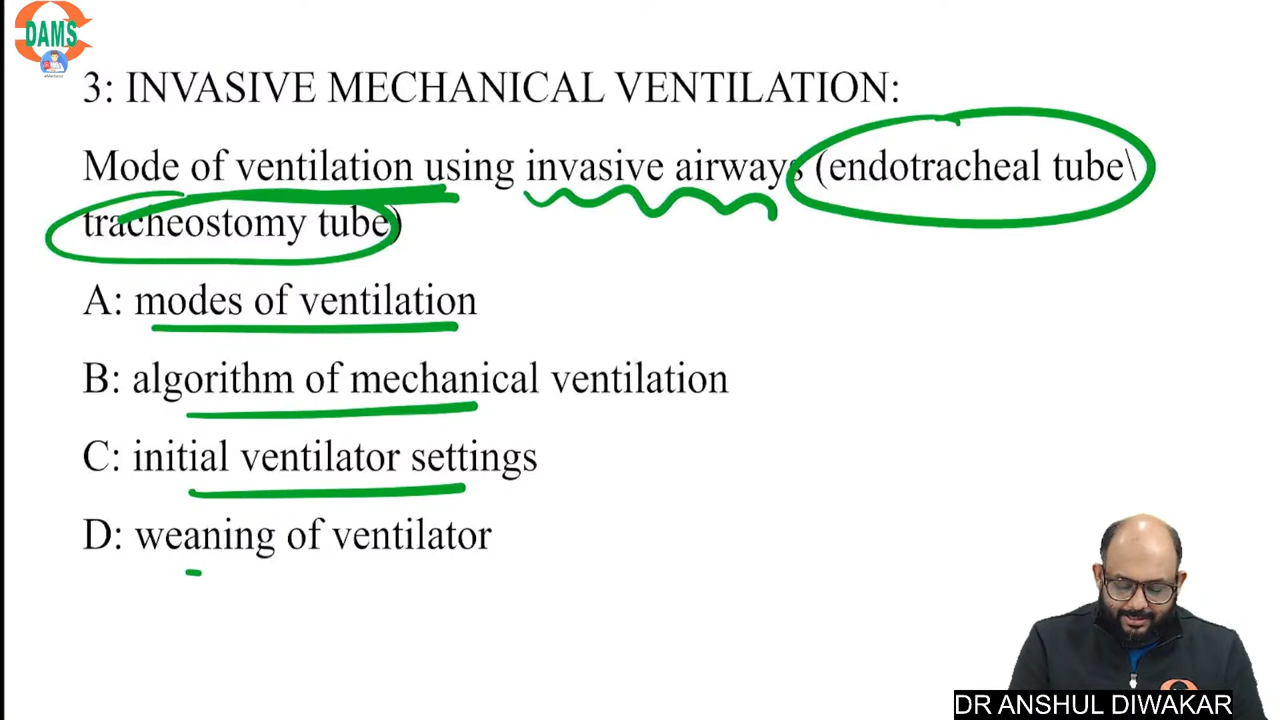 DAMS
3: INVASIVE MECHANICAL VENTILATION:
Mode of ventilation using invasive airways (endotracheal tube\
tracheostomy tube)
A: modes of ventilation
B: algorithm of mechanical ventilation
C: initial ventilator settings
D: weaning of ventilator
DR ANSHUL DIWAKAR